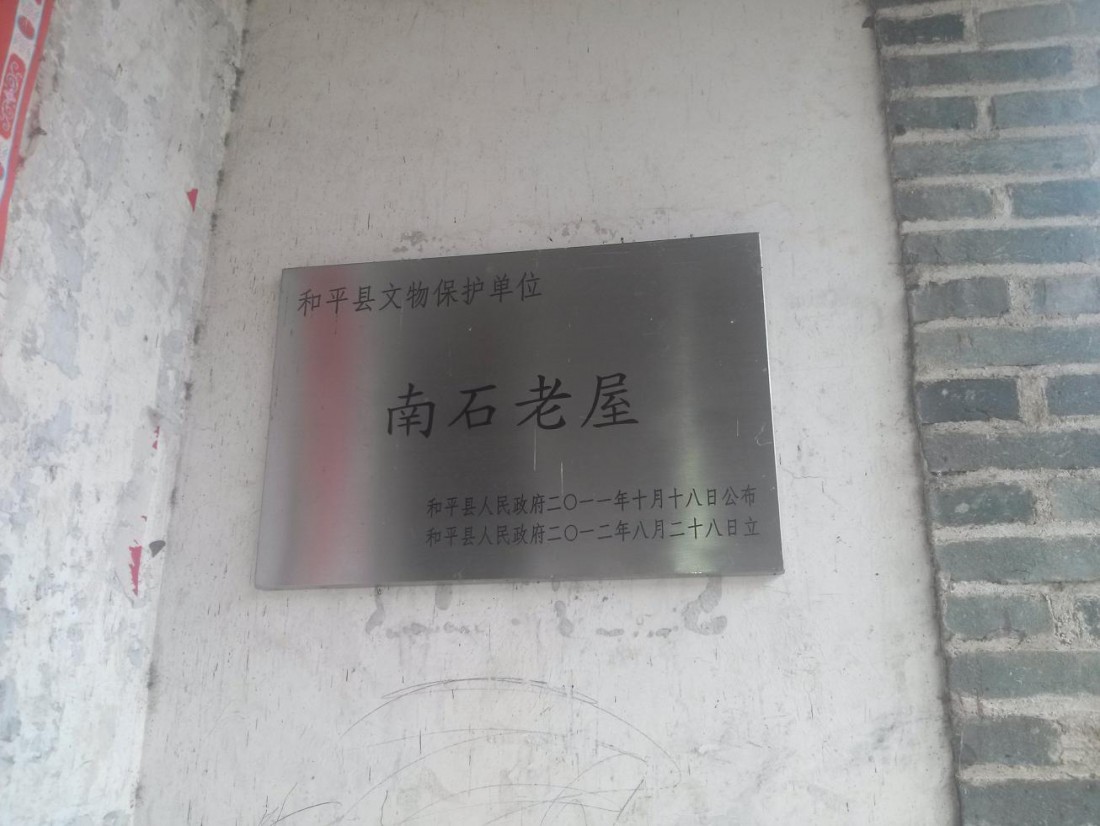 和平县文物保护单位
南石老屋
和平县人民政府二〇一一年十月十八日公布
和平县人民政府二〇一二年八月二十八日立